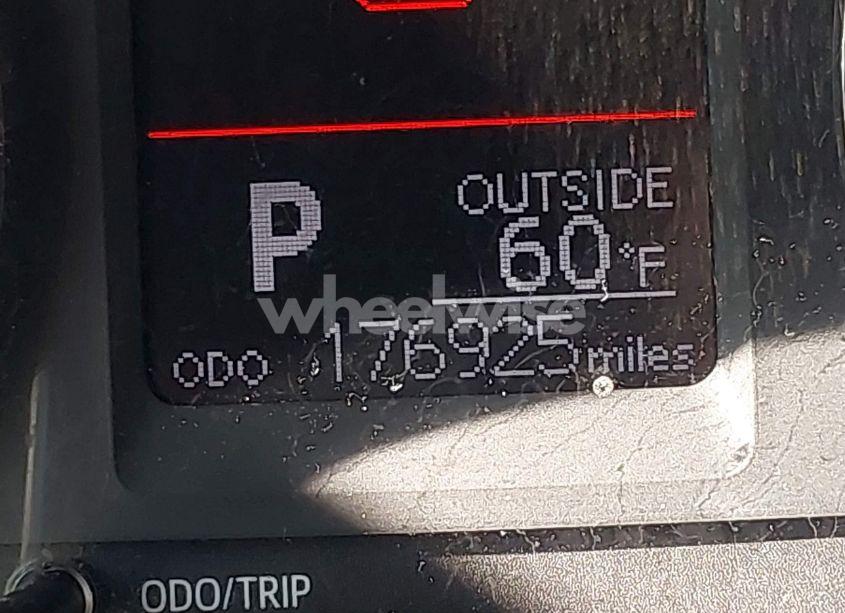 P
OUTSIDE
60°F
wheelwise
ODO 176925 miles
ODO/TRIP